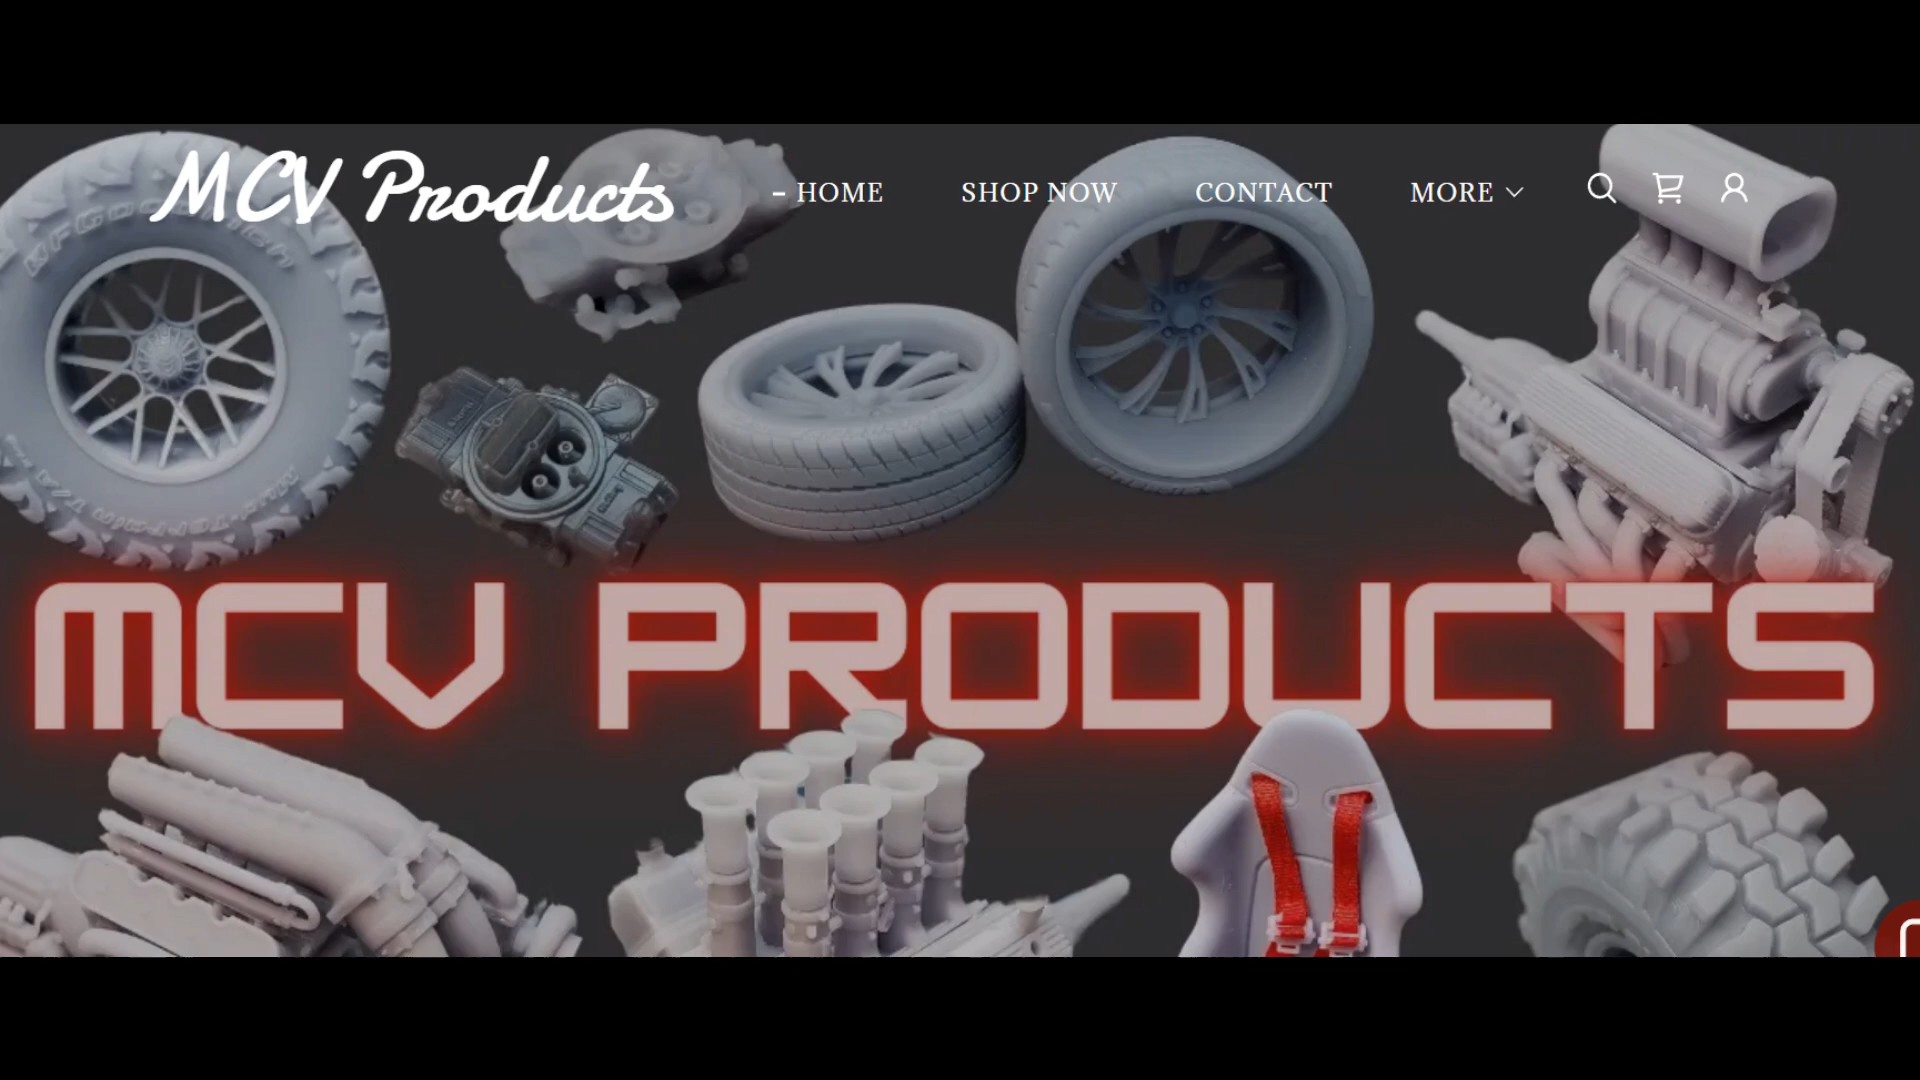 MCV Products
- HOME
SHOP NOW
CONTACT
MORE
MCV PRODUCTS